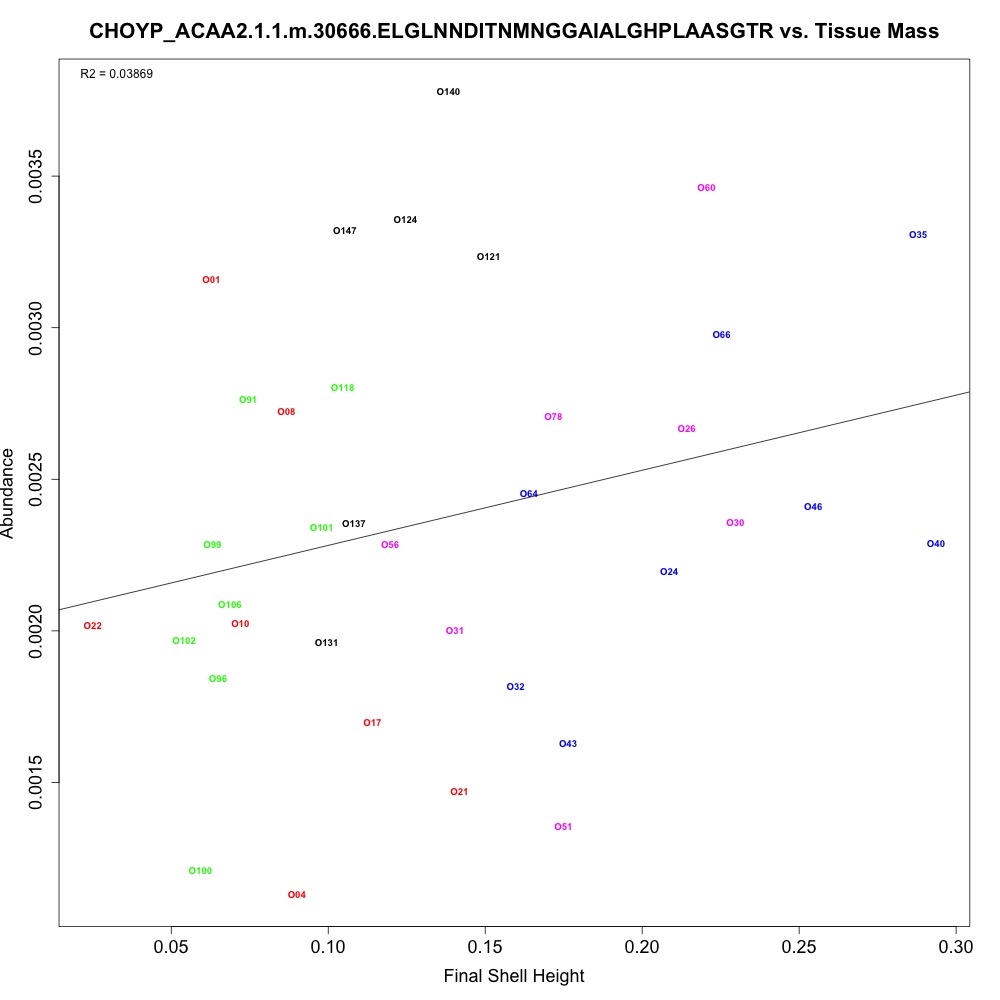 CHOYP_ACAA2.1.1.m.30666.ELGLNNDITNMNGGAIALGHPLAASGTR vs. Tissue Mass
R2 = 0.03869
O140
O60
O124
O147
O35
O121
O01
O66
O118
O91
O08
O78
O26
O64
O46
O30
O137
O101
O99
O56
O40
O24
O106
O10
O22
O31
O102
O131
O96
O32
O17
O43
O21
O51
O100
O04
0.0035
0.0030
0.0025
0.0020
0.0015
Abundance
0.05 0.10 0.15 0.20 0.25 0.30
Final Shell Height